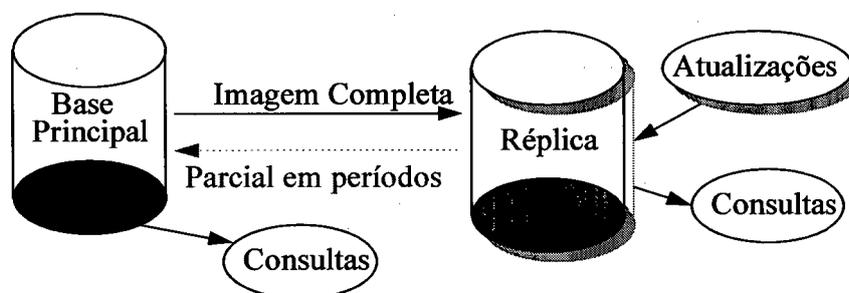 Base
Principal
Imagem Completa
Parcial em períodos
Réplica
Atualizações
Consultas
Consultas